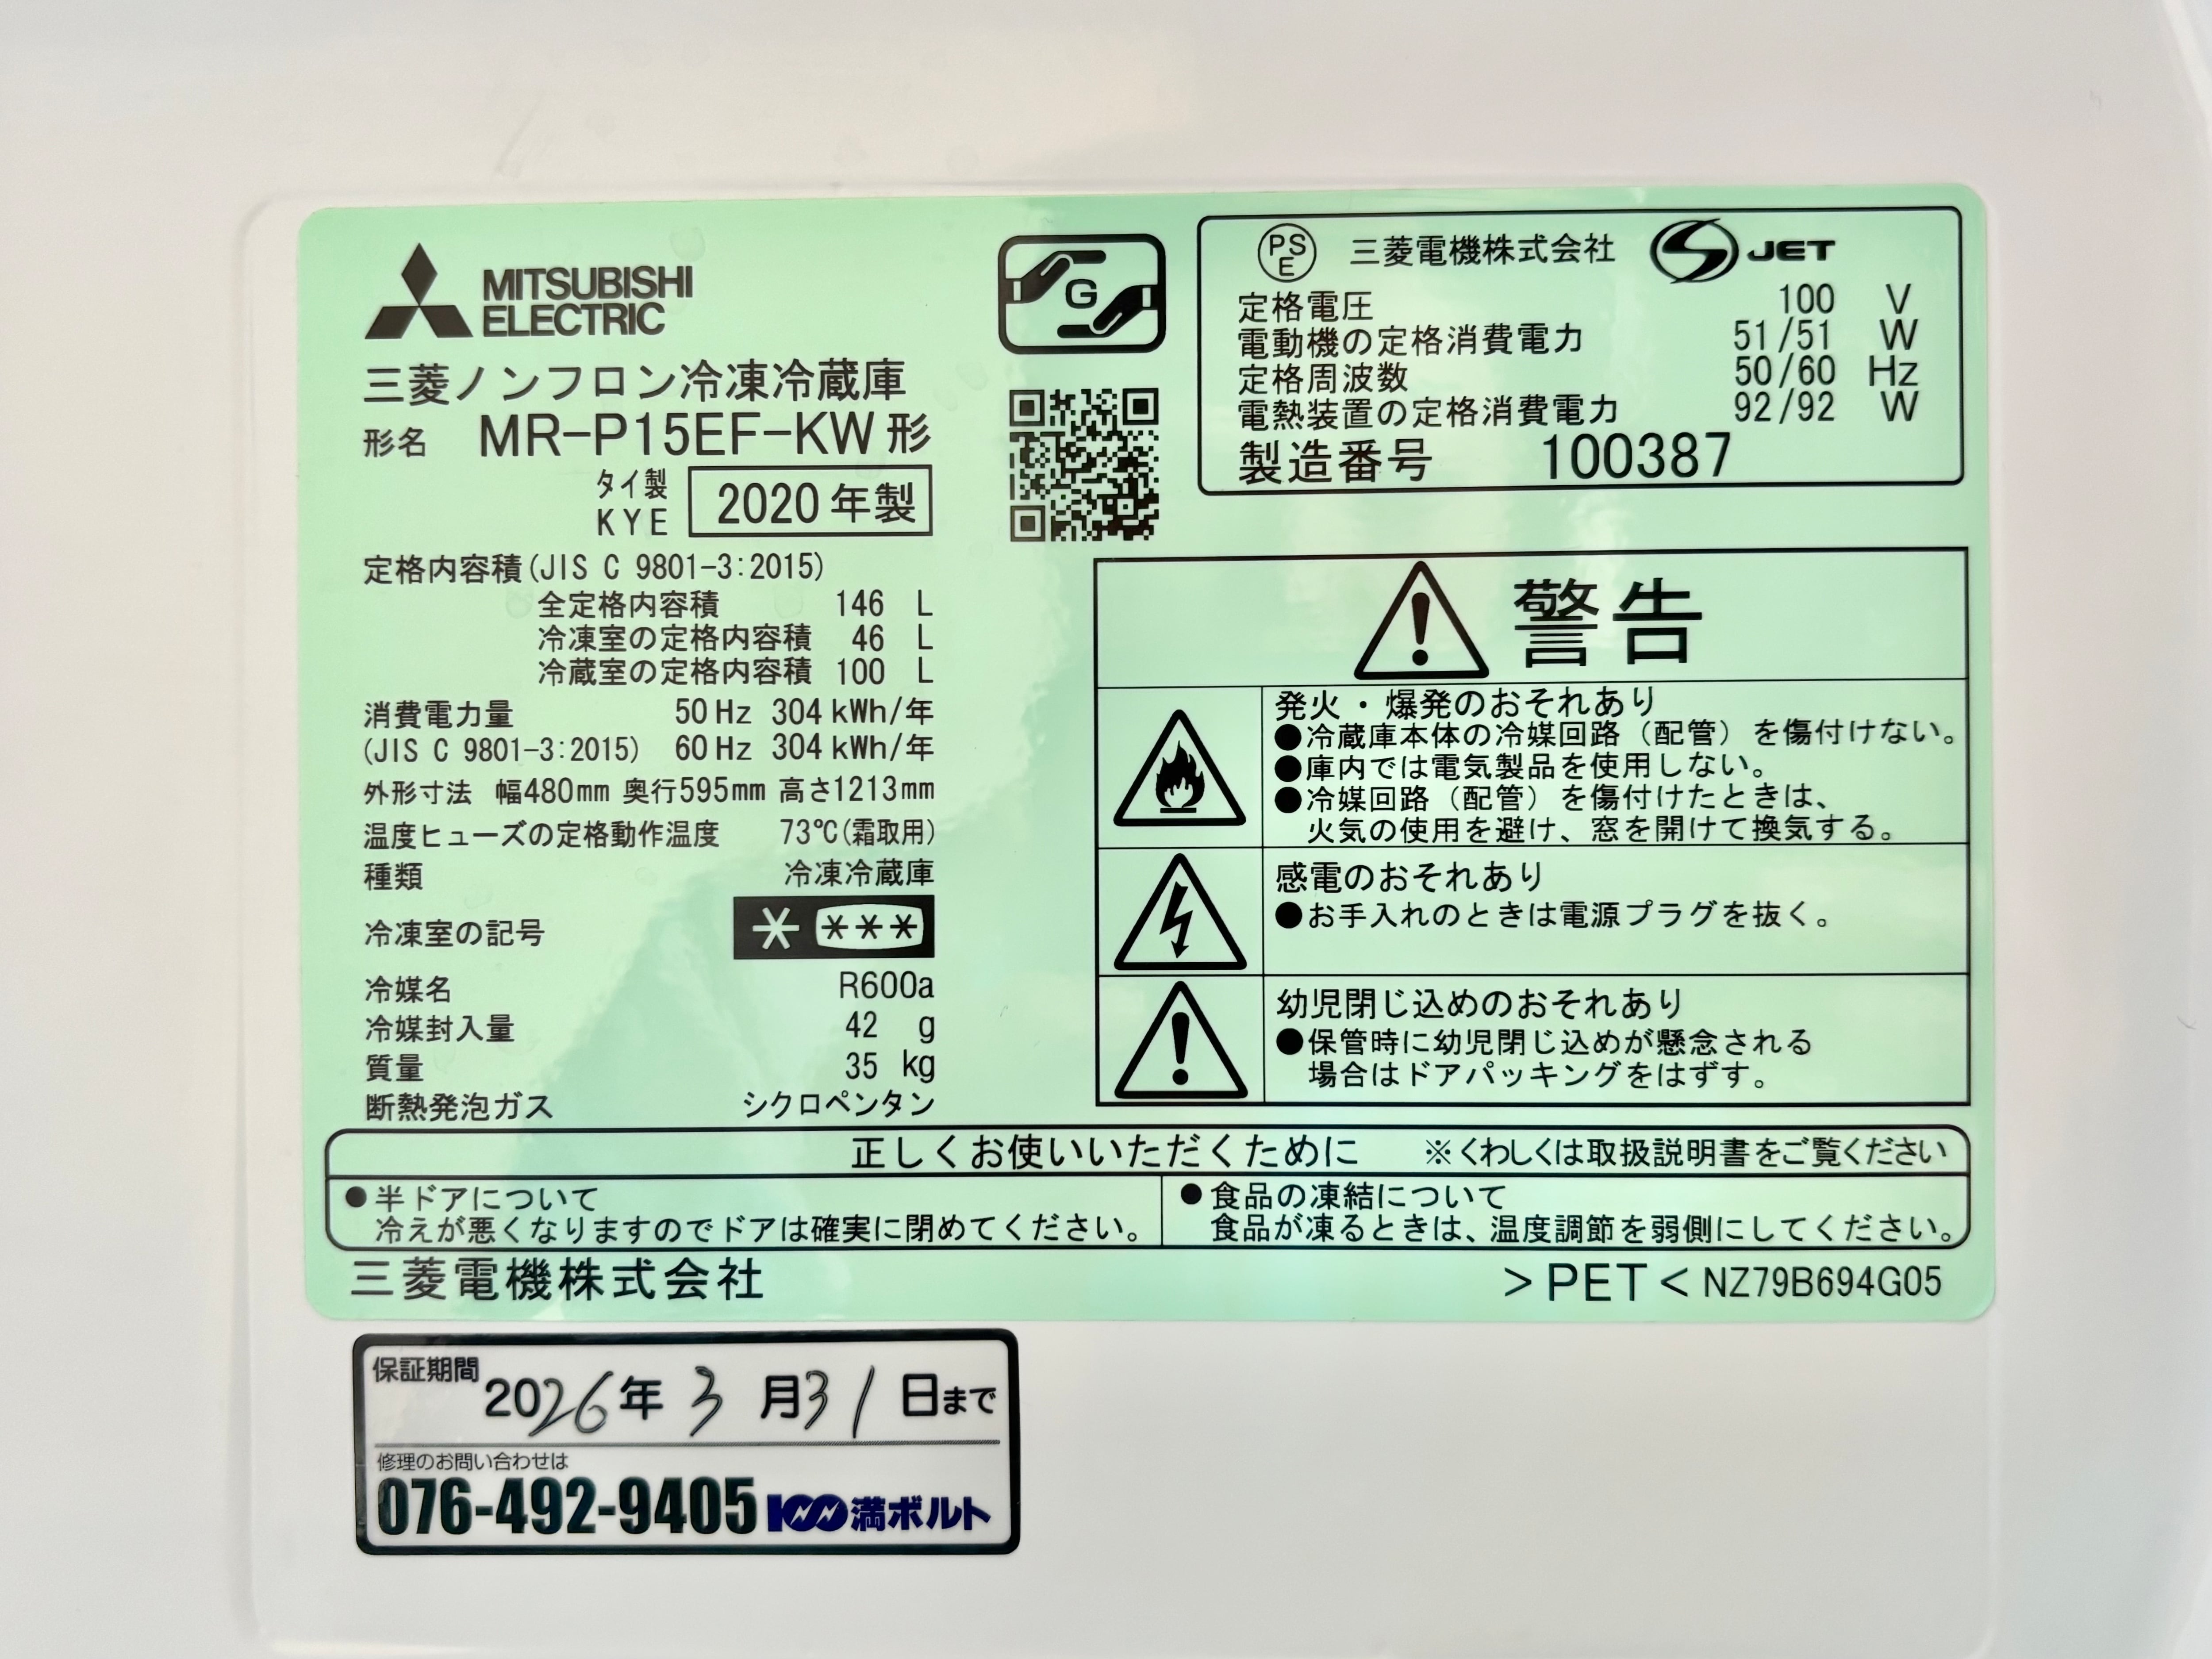 MITSUBISHI
ELECTRIC
三菱ノンフロン冷凍冷蔵庫
形名 MR-P15EF-KW形
タイ製
KYE
2020年製
定格内容積(JIS C 9801-3:2015)
全定格内容積 146 L
冷凍室の定格内容積 46 L
冷蔵室の定格内容積 100 L
消費電力量 50Hz 304kWh/年
(JIS C 9801-3:2015) 60Hz 304kWh/年
外形寸法 幅480mm 奥行595mm 高さ1213mm
温度ヒューズの定格動作温度 73℃(霜取用)
種類 冷凍冷蔵庫
冷凍室の記号 * ***
冷媒名 R600a
冷媒封入量 42 g
質量 35 kg
断熱発泡ガス シクロペンタン
G
PSE 三菱電機株式会社 JET
定格電圧 100 V
電動機の定格消費電力 51/51 W
定格周波数 50/60 Hz
電熱装置の定格消費電力 92/92 W
製造番号 100387
警告
発火・爆発のおそれあり
●冷蔵庫本体の冷媒回路(配管)を傷付けない。
●庫内では電気製品を使用しない。
●冷媒回路(配管)を傷付けたときは、
火気の使用を避け、窓を開けて換気する。
感電のおそれあり
●お手入れのときは電源プラグを抜く。
幼児閉じ込めのおそれあり
●保管時に幼児閉じ込めが懸念される
場合はドアパッキングをはずす。
正しくお使いいただくために ※くわしくは取扱説明書をご覧ください
●半ドアについて
冷えが悪くなりますのでドアは確実に閉めてください。
●食品の凍結について
食品が凍るときは、温度調節を弱側にしてください。
三菱電機株式会社
>PET< NZ79B694G05
保証期間 2026年3月31日まで
修理のお問い合わせは
076-492-9405 100満ボルト